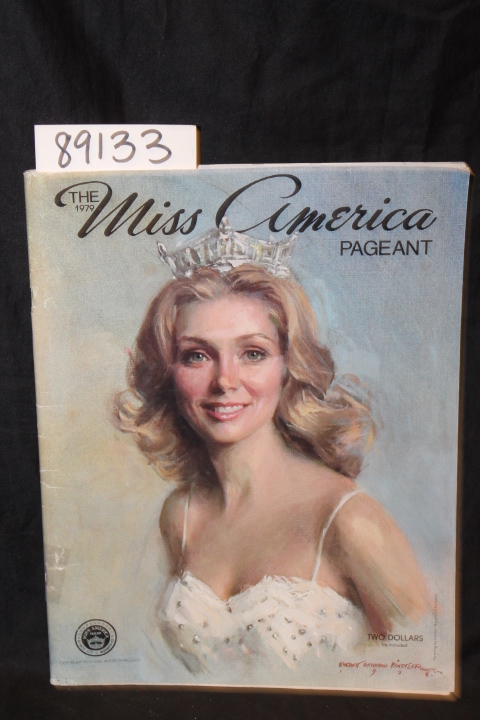 89133
THE
1979
Miss America
PAGEANT
TWO DOLLARS